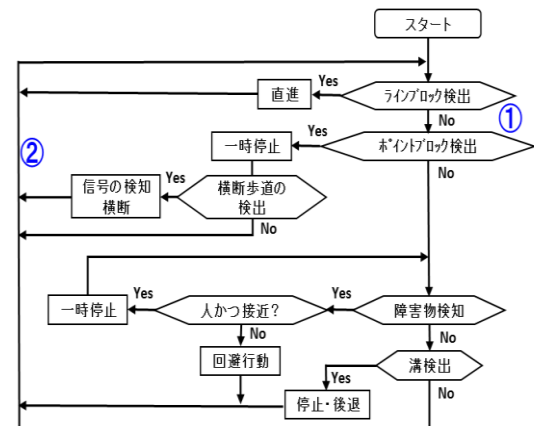 スタート
Yes
直進
ラインブロック検出
No
①
Yes
一時停止
ポイントブロック検出
②
No
信号の検知
横断
Yes
横断歩道の
検出
No
一時停止
Yes
人かつ接近?
Yes
障害物検知
No
No
回避行動
溝検出
Yes
No
停止・後退